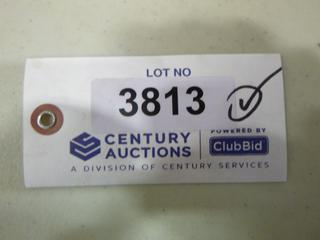 LOT NO
3813
CENTURY AUCTIONS
POWERED BY
ClubBid
A DIVISION OF CENTURY SERVICES